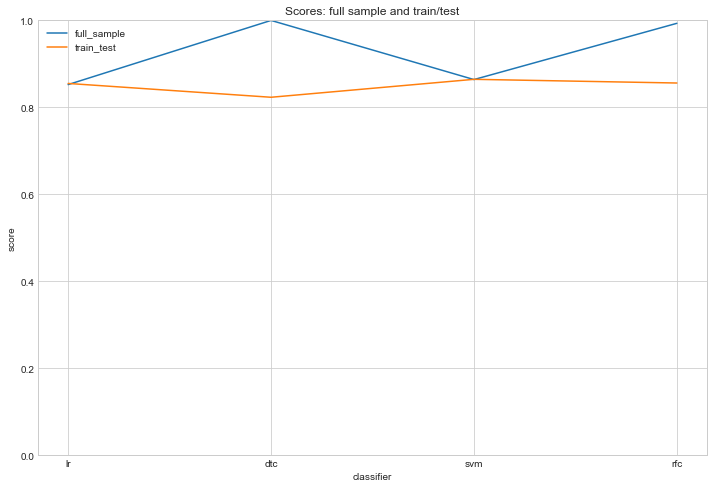 Scores: full sample and train/test
full_sample
train_test
1.0
0.8
0.6
0.4
0.2
0.0
score
lr dtc svm rfc
classifier